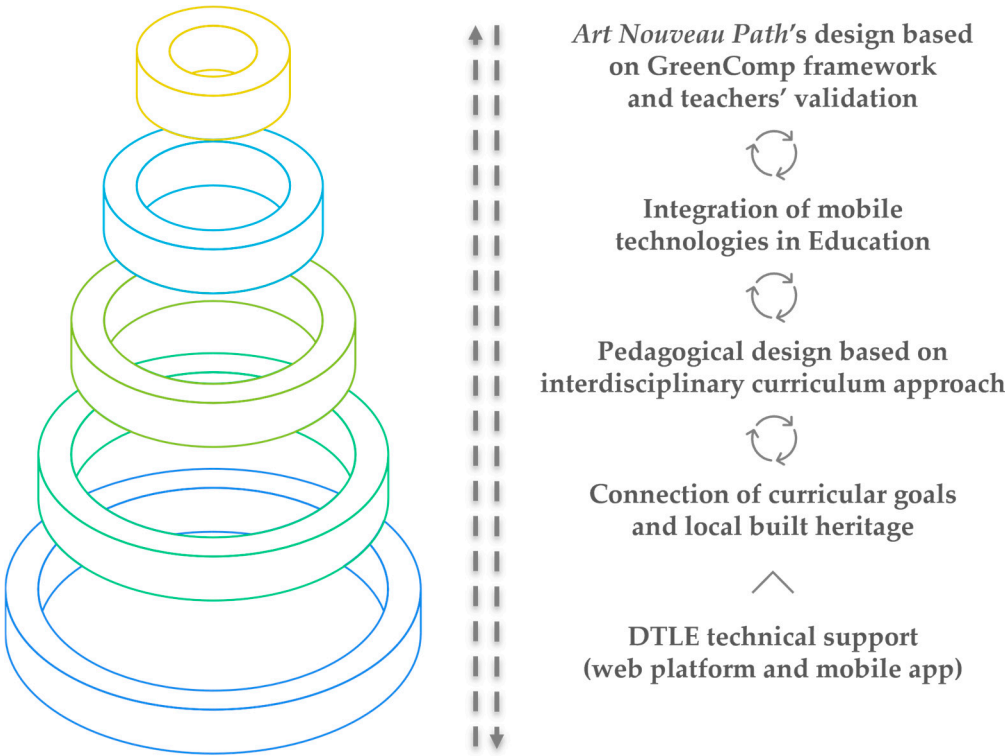 Art Nouveau Path’s design based
on GreenComp framework
and teachers’ validation
Integration of mobile
technologies in Education
Pedagogical design based on
interdisciplinary curriculum approach
Connection of curricular goals
and local built heritage
DTLE technical support
(web platform and mobile app)